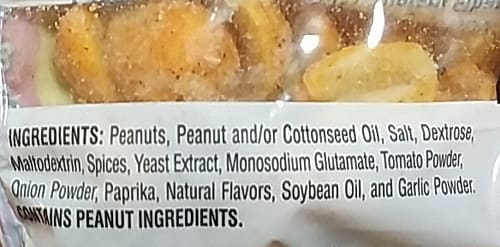 INGREDIENTS: Peanuts, Peanut and/or Cottonseed Oil, Salt, Dextrose,
Maltodextrin, Spices, Yeast Extract, Monosodium Glutamate, Tomato Powder,
Onion Powder, Paprika, Natural Flavors, Soybean Oil, and Garlic Powder.
CONTAINS PEANUT INGREDIENTS.